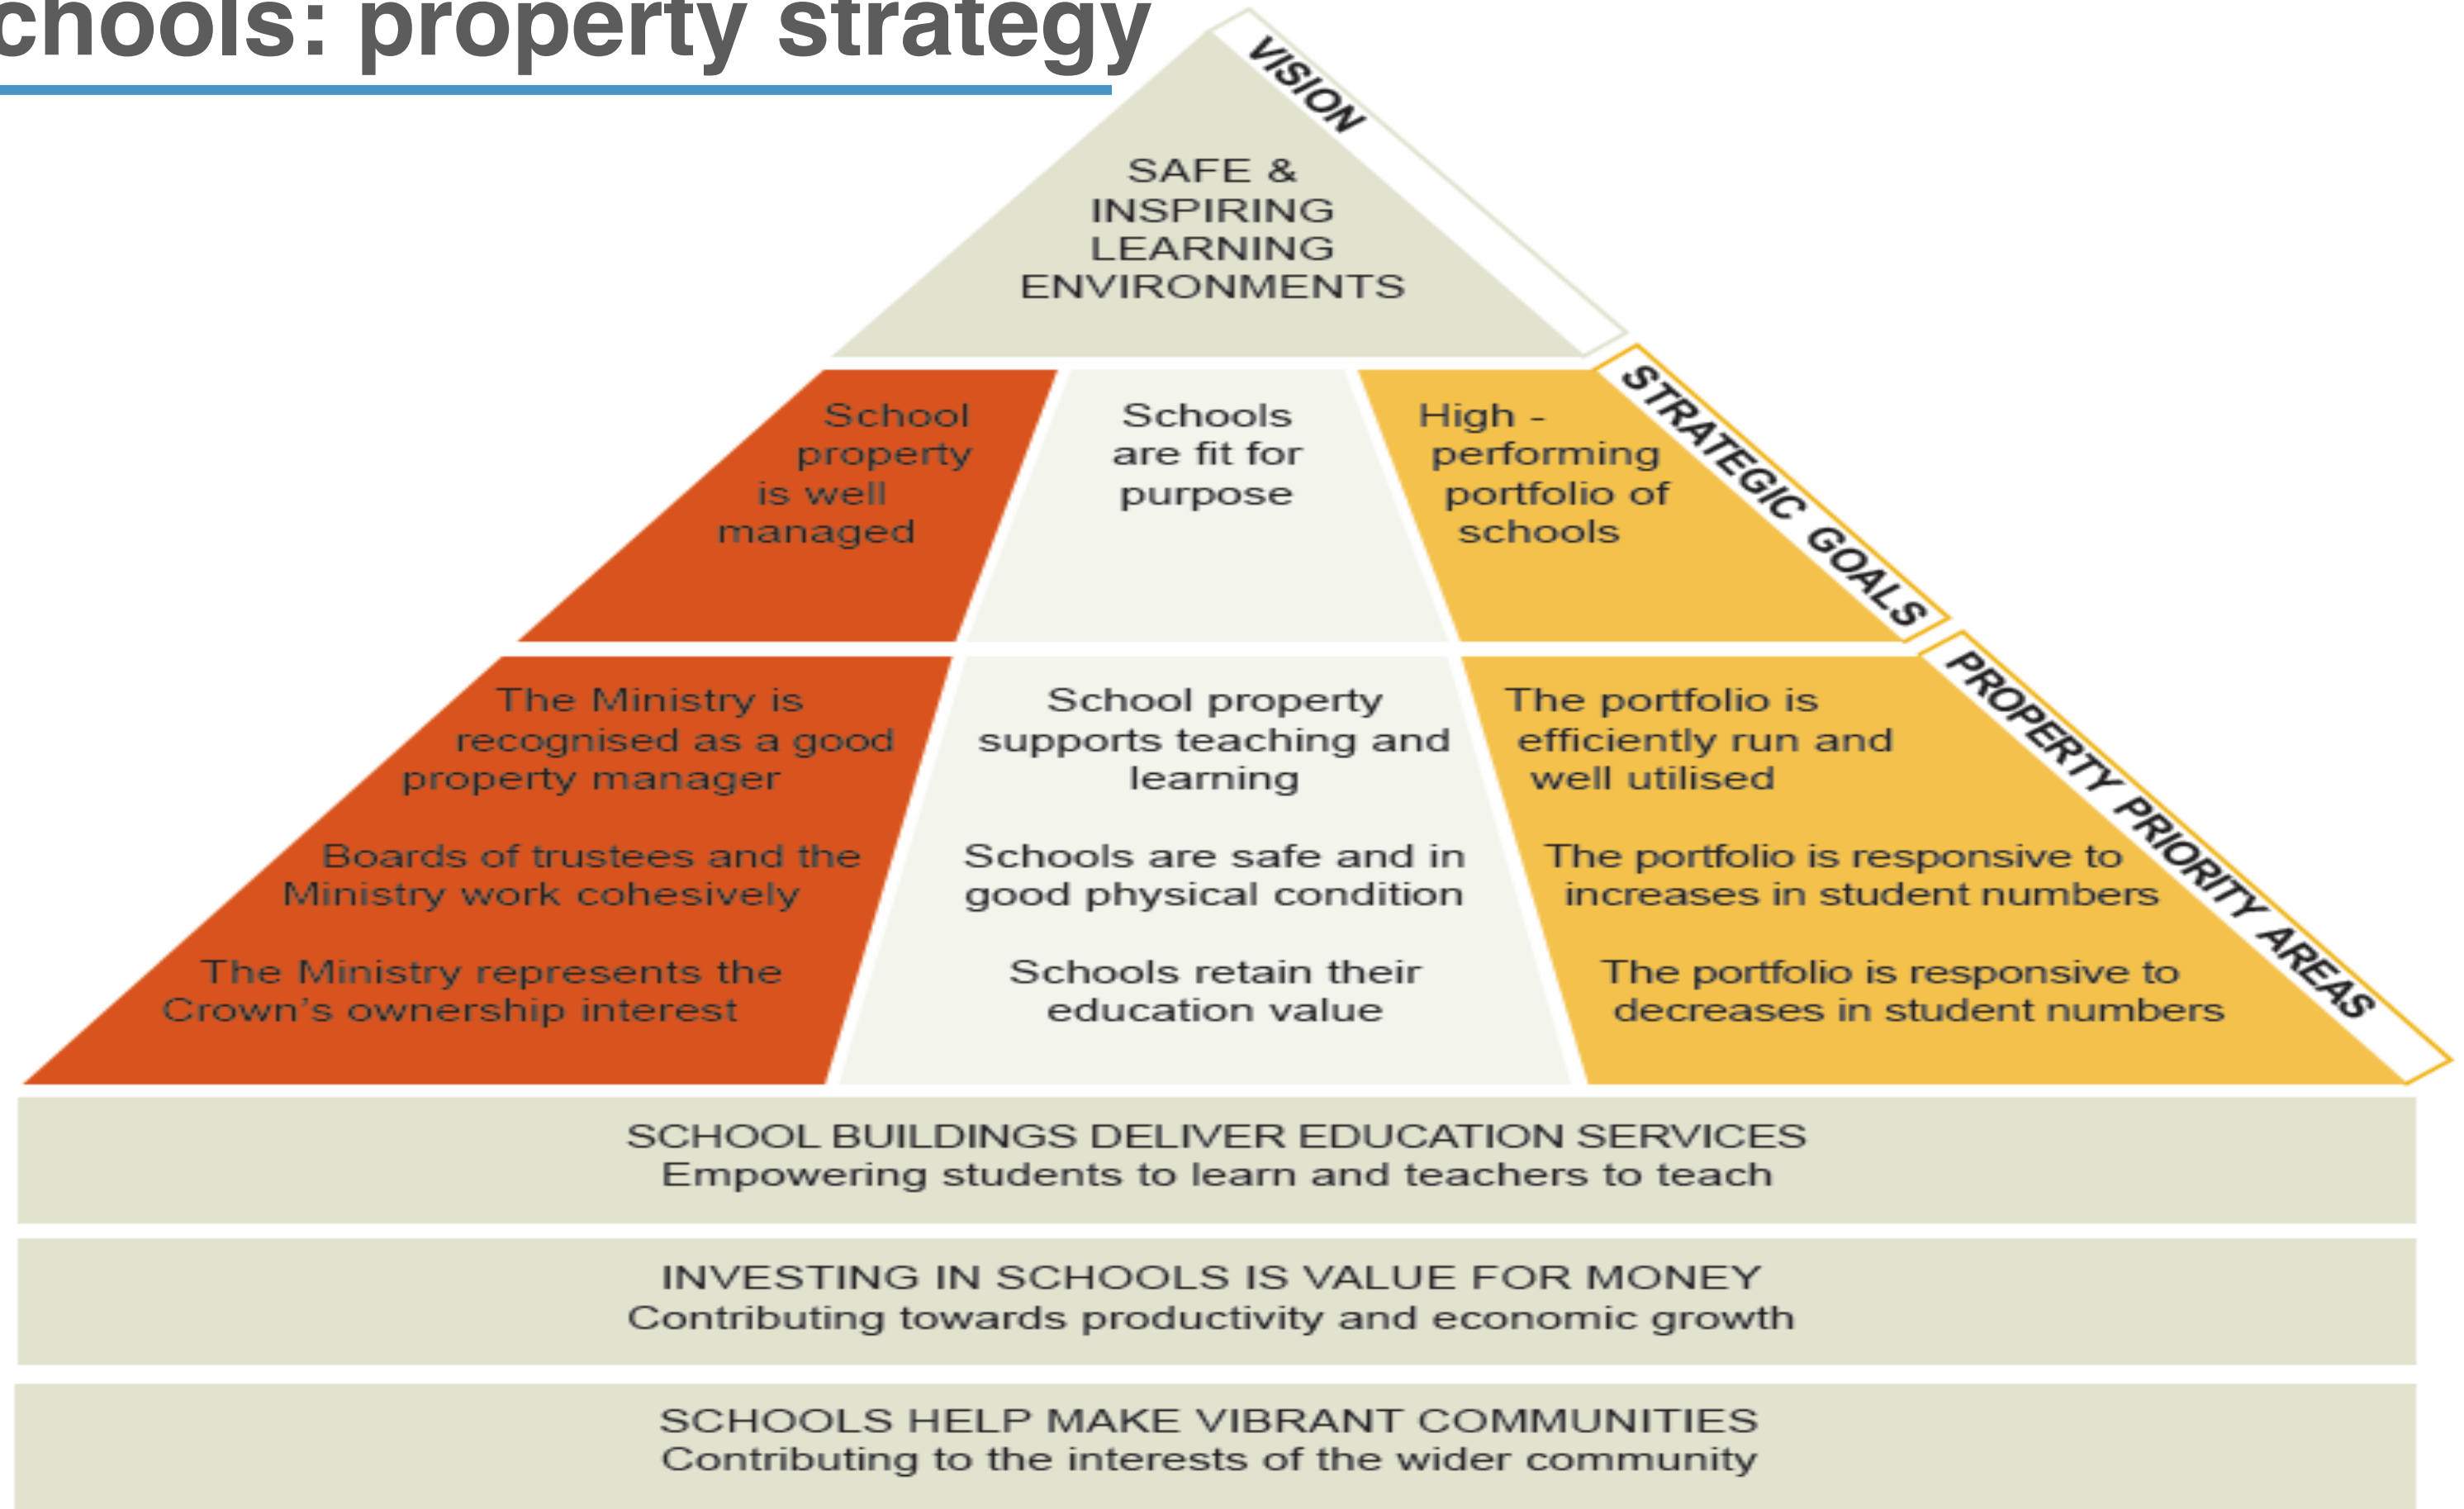 chools: property strategy
VISION
SAFE &
INSPIRING
LEARNING
ENVIRONMENTS
STRATEGIC GOALS
School
property
is well
managed
Schools
are fit for
purpose
High -
performing
portfolio of
schools
PROPERTY PRIORITY AREAS
The Ministry is
recognised as a good
property manager
Boards of trustees and the
Ministry work cohesively
The Ministry represents the
Crown's ownership interest
School property
supports teaching and
learning
Schools are safe and in
good physical condition
Schools retain their
education value
The portfolio is
efficiently run and
well utilised
The portfolio is responsive to
increases in student numbers
The portfolio is responsive to
decreases in student numbers
SCHOOL BUILDINGS DELIVER EDUCATION SERVICES
Empowering students to learn and teachers to teach
INVESTING IN SCHOOLS IS VALUE FOR MONEY
Contributing towards productivity and economic growth
SCHOOLS HELP MAKE VIBRANT COMMUNITIES
Contributing to the interests of the wider community